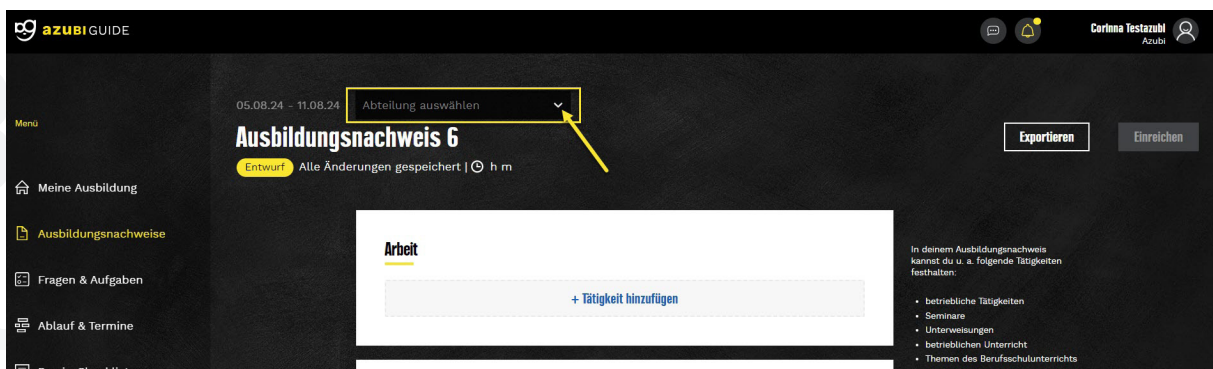 azubiGUIDE
Corinna Testazubi
Azubi
05.08.24 - 11.08.24
Abteilung auswählen
Menü
Ausbildungsnachweis 6
Exportieren
Einreichen
Entwurf
Alle Änderungen gespeichert | h m
Meine Ausbildung
Ausbildungsnachweise
Fragen & Aufgaben
Ablauf & Termine
Arbeit
+ Tätigkeit hinzufügen
In deinem Ausbildungsnachweis
kannst du u. a. folgende Tätigkeiten
festhalten:
• betriebliche Tätigkeiten
• Seminare
• Unterweisungen
• betrieblichen Unterricht
• Themen des Berufsschulunterrichts